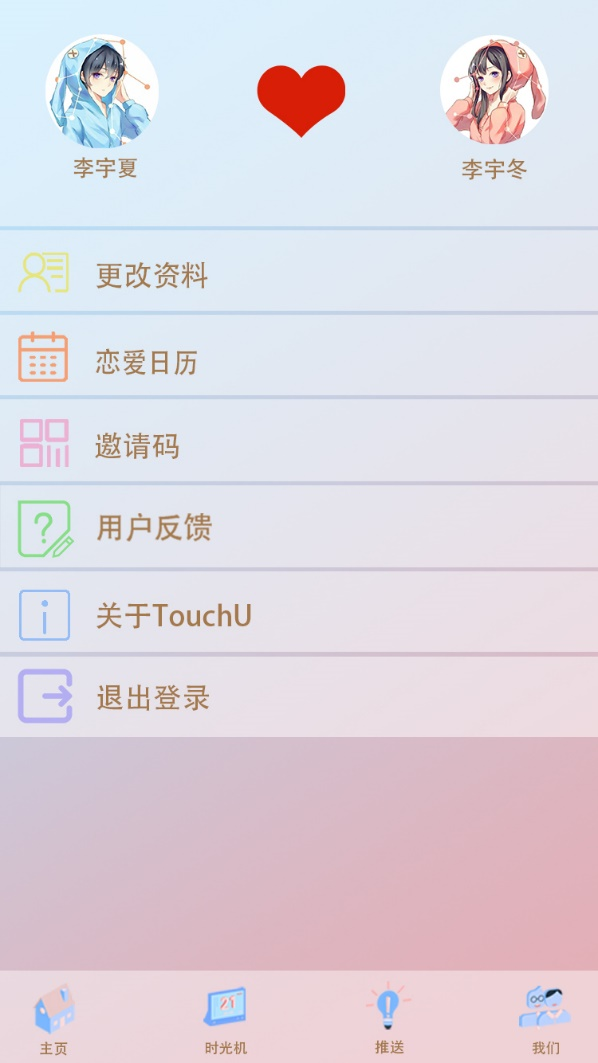 李宇夏
李宇冬
更改资料
恋爱日历
邀请码
用户反馈
关于TouchU
退出登录
21
主页
时光机
推送
我们